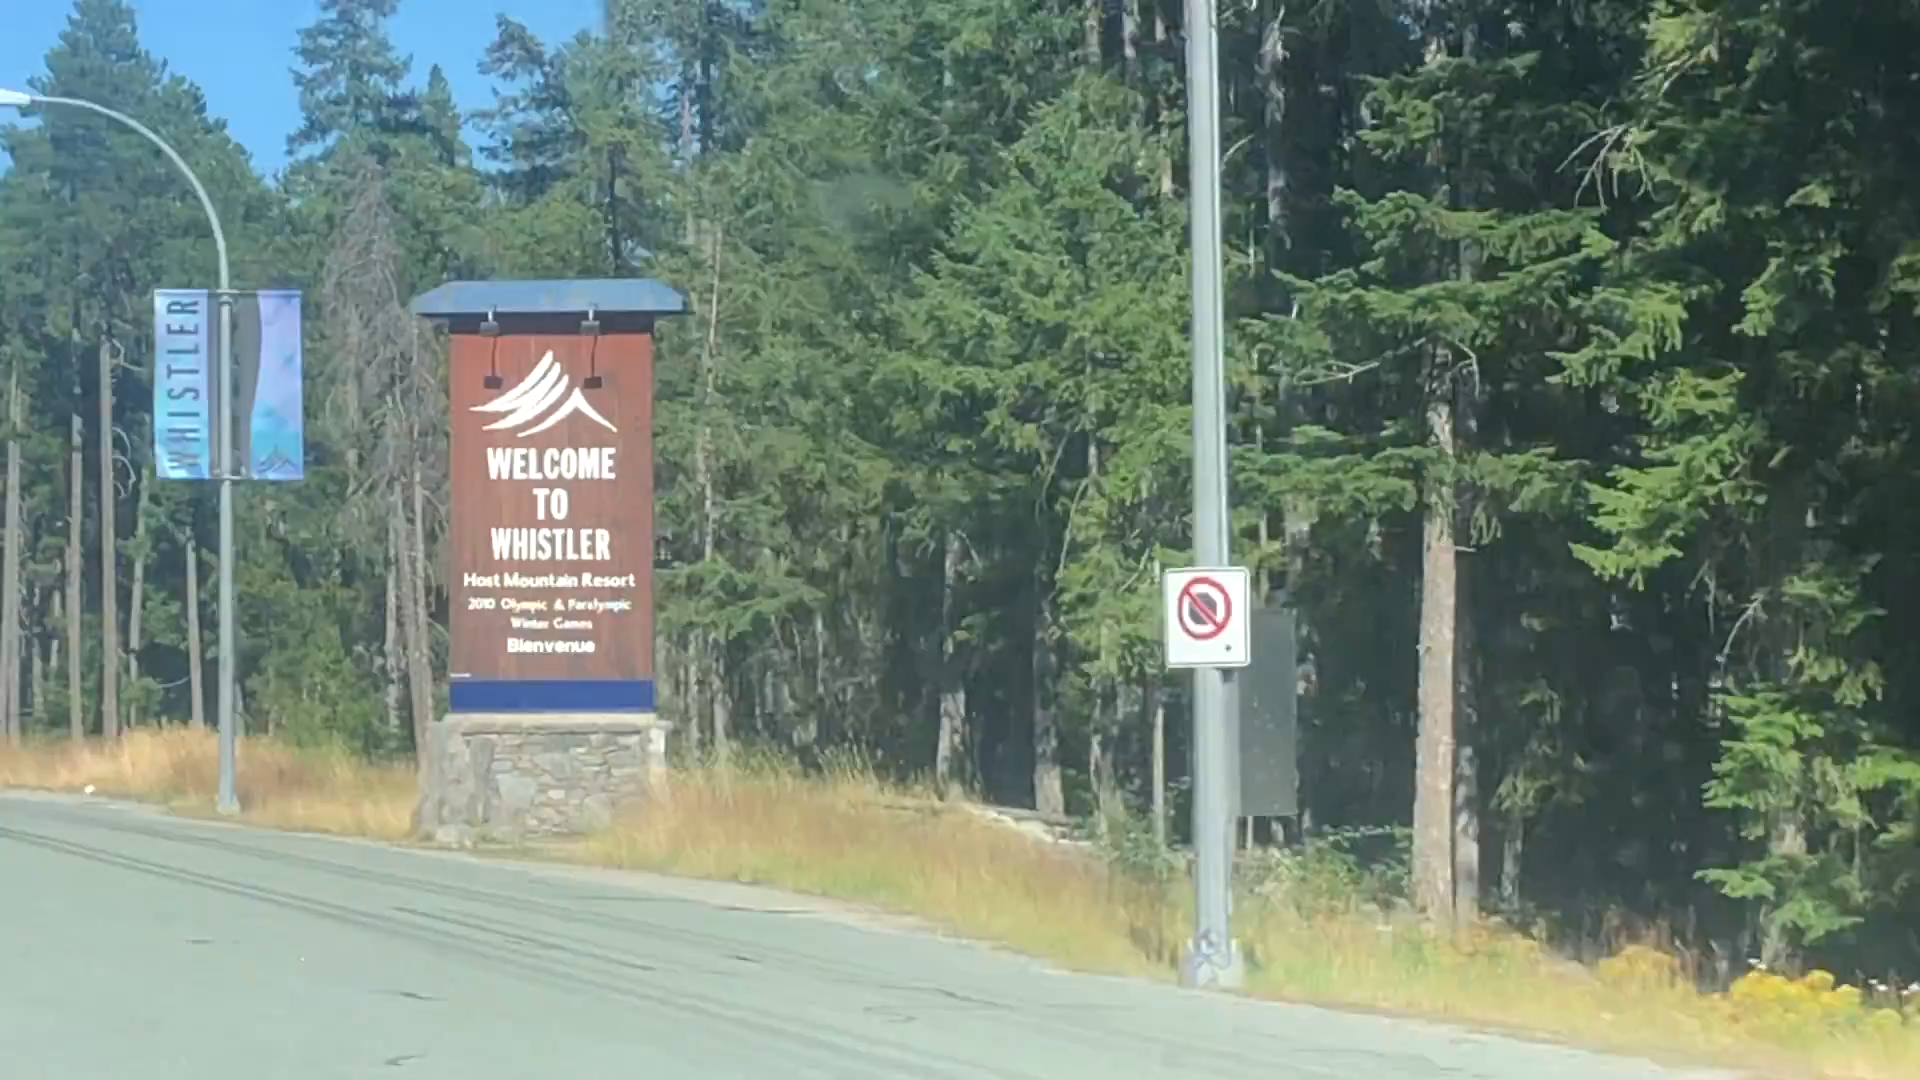 WHISTLER
WELCOME
TO
WHISTLER
Host Mountain Resort
2010 Olympic & Paralympic
Winter Games
Bienvenue